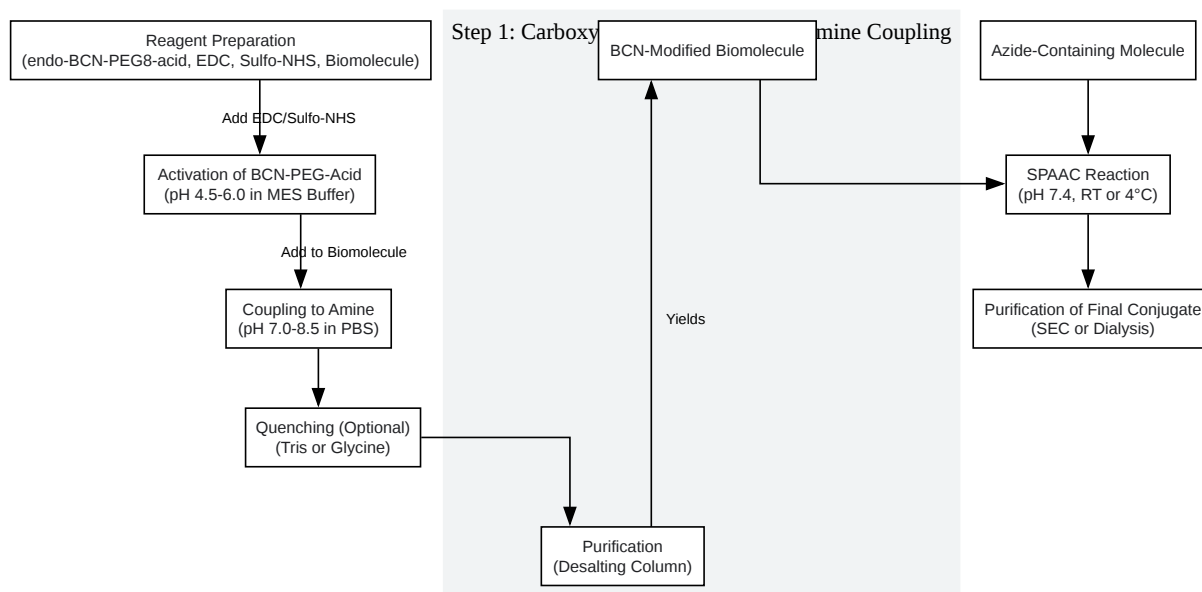 Reagent Preparation
(endo-BCN-PEG8-acid, EDC, Sulfo-NHS, Biomolecule)
Add EDC/Sulfo-NHS
Activation of BCN-PEG-Acid
(pH 4.5-6.0 in MES Buffer)
Add to Biomolecule
Coupling to Amine
(pH 7.0-8.5 in PBS)
Quenching (Optional)
(Tris or Glycine)
Step 1: Carboxy
mine Coupling
BCN-Modified Biomolecule
Yields
Purification
(Desalting Column)
Azide-Containing Molecule
SPAAC Reaction
(pH 7.4, RT or 4°C)
Purification of Final Conjugate
(SEC or Dialysis)